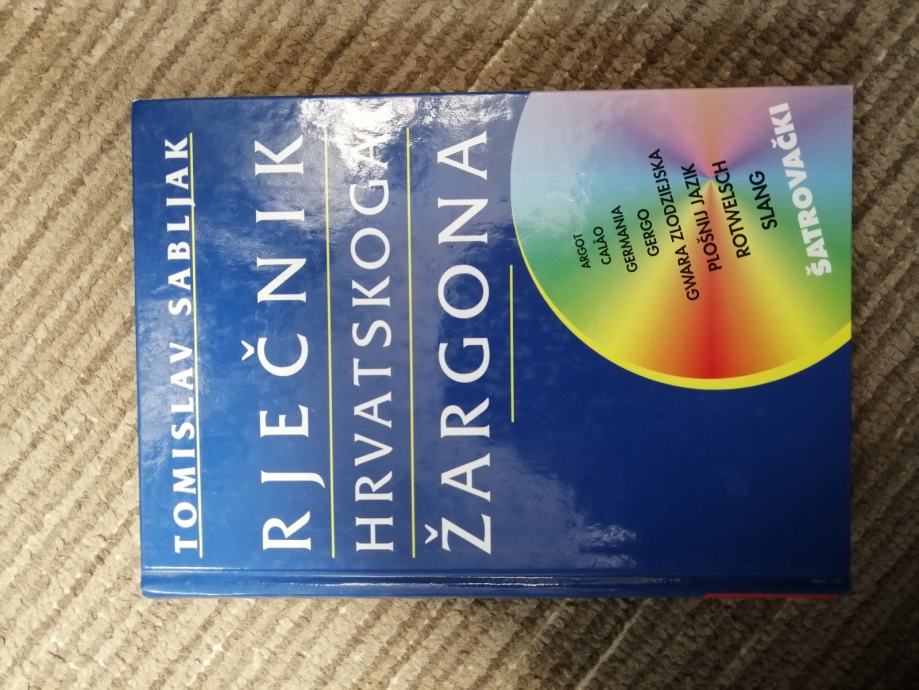 TOMISLAV SABLJAK
RJEČNIK
HRVATSKOGA
ŽARGONA
ARGOT
CALÃO
GERMANIA
GERGO
GWARA ZLODZIEJSKA
PLOŠNIJ JAZIK
ROTWELSCH
SLANG
ŠATROVAČKI